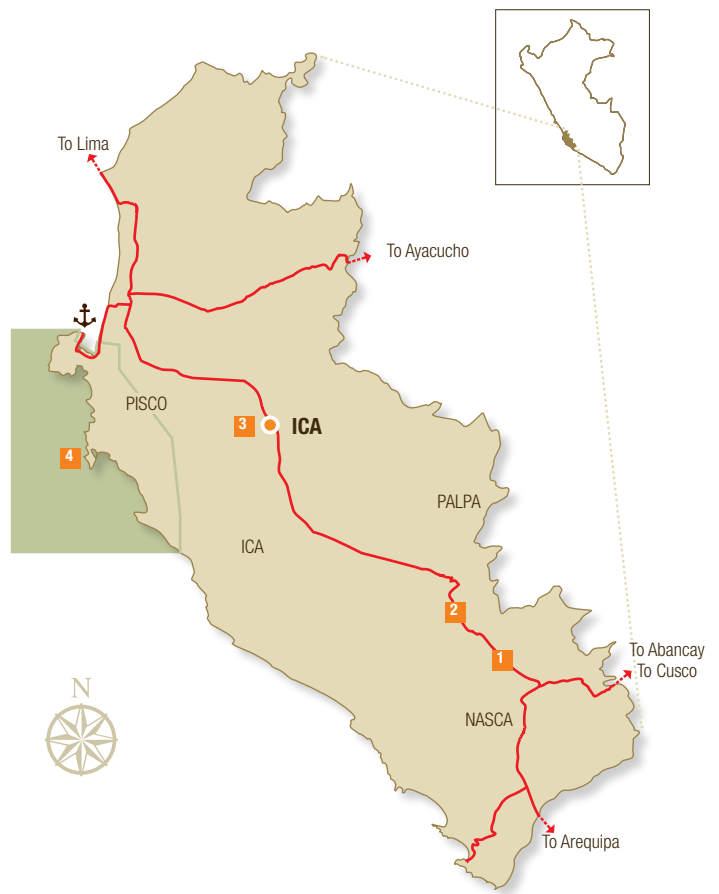 To Lima
To Ayacucho
PISCO
3
ICA
4
PALPA
ICA
2
1
To Abancay
To Cusco
N
NASCA
To Arequipa